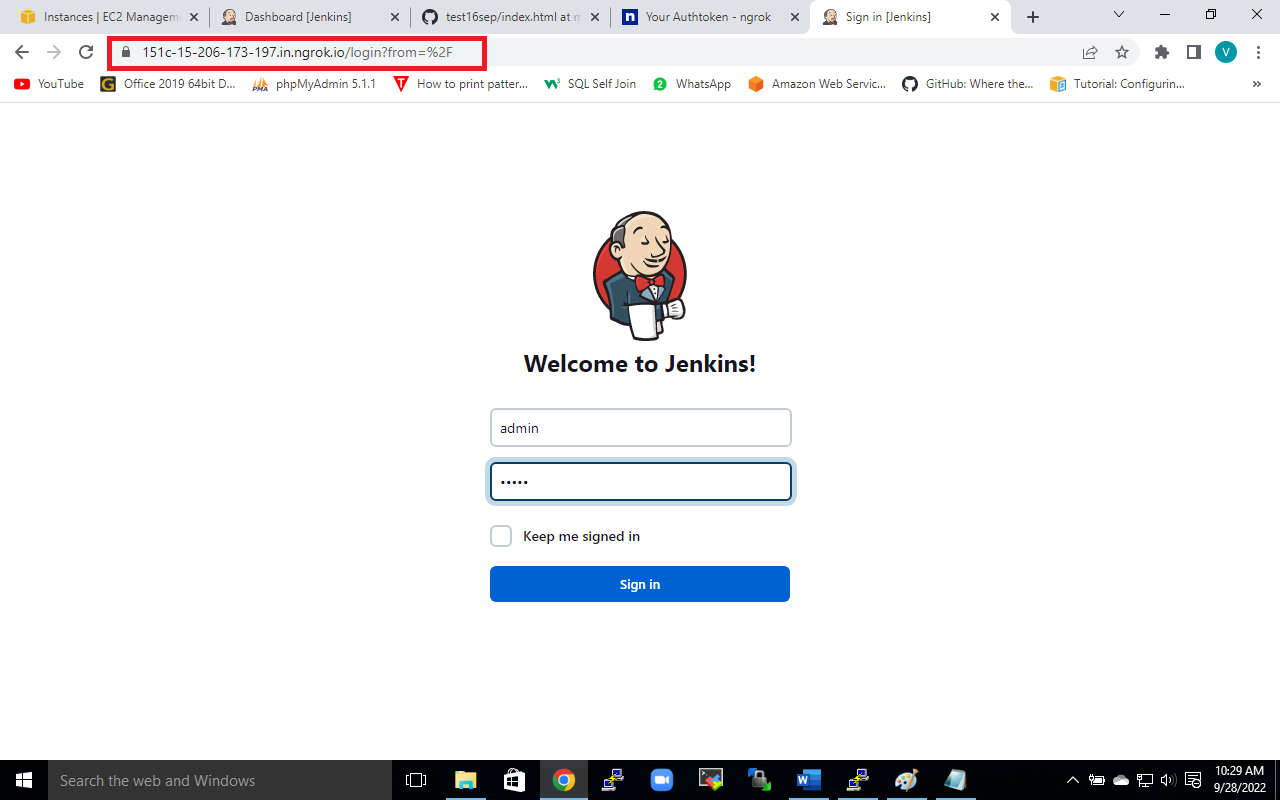 Instances | EC2 Managem
Dashboard [Jenkins]
test16sep/index.html at m
n
Your Authtoken - ngrok
Sign in [Jenkins]
151c-15-206-173-197.in.ngrok.io/login?from=%2F
V
YouTube
G
Office 2019 64bit D...
PMA
phpMyAdmin 5.1.1
T
How to print patter...
W3
SQL Self Join
2
WhatsApp
Amazon Web Servic...
GitHub: Where the...
Tutorial: Configurin...
»
Welcome to Jenkins!
admin
•••••
Keep me signed in
Sign in
Search the web and Windows
W
10:29 AM
9/28/2022